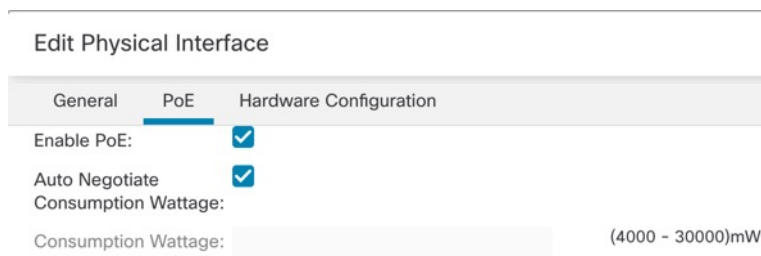 Edit Physical Interface
General PoE Hardware Configuration
Enable PoE:
Auto Negotiate
Consumption Wattage:
Consumption Wattage: (4000 - 30000)mW